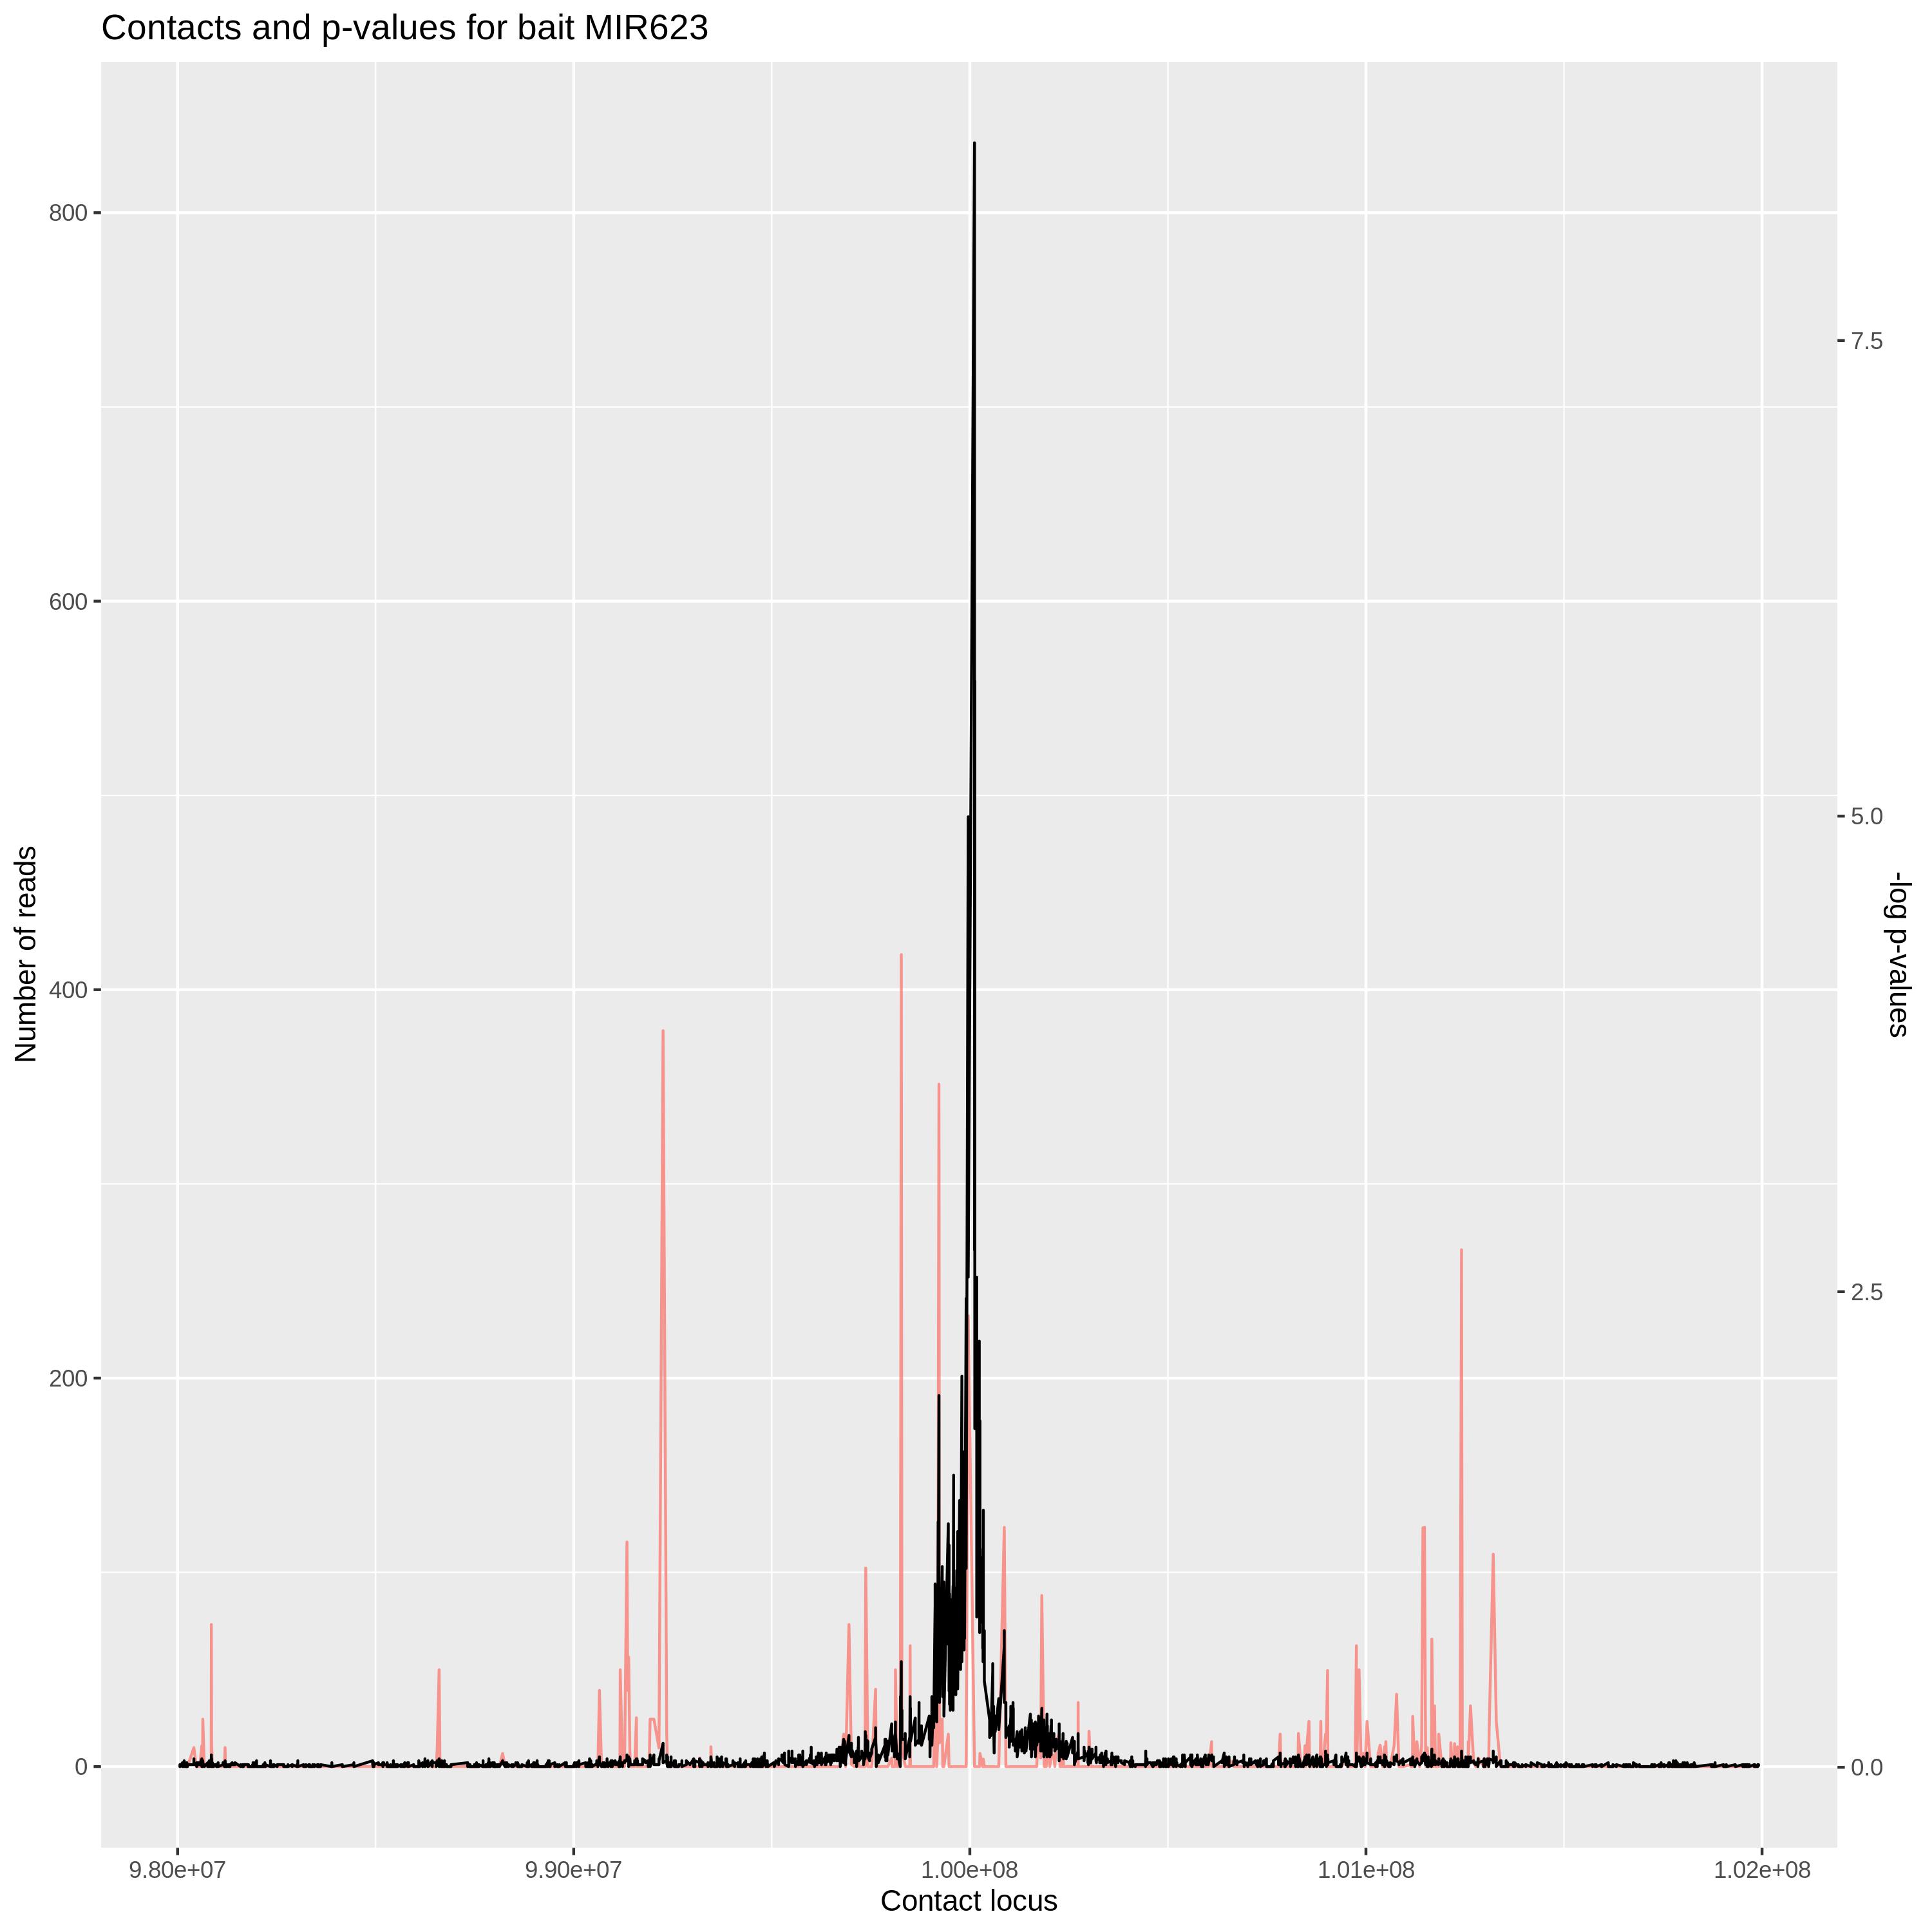 Contacts and p-values for bait MIR623
800
600
400
200
0
7.5
5.0
2.5
0.0
Number of reads
-log p-values
9.80e+07
9.90e+07
1.00e+08
1.01e+08
1.02e+08
Contact locus